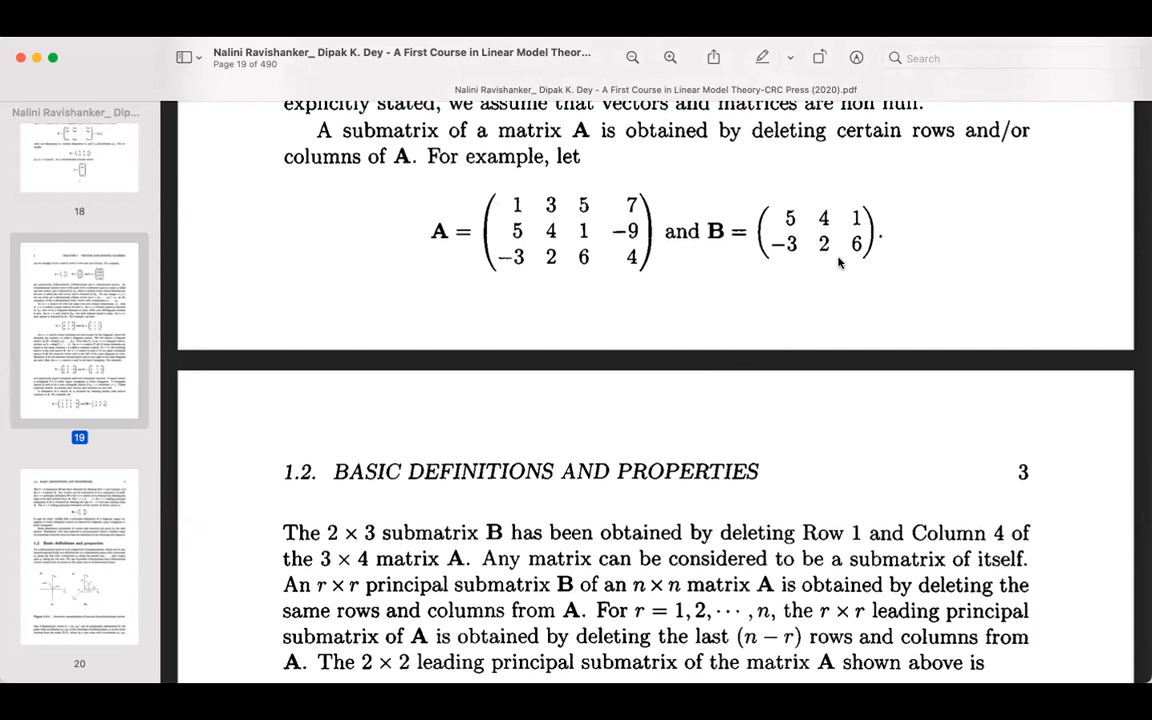 Nalini Ravishanker_ Dipak K. Dey - A First Course in Linear Model Theor...
Page 19 of 490
Search
Nalini Ravishanker_ Dip...
Nalini Ravishanker_ Dipak K. Dey - A First Course in Linear Model Theory-CRC Press (2020).pdf
explicitly stated, we assume that vectors and matrices are non null.
A submatrix of a matrix A is obtained by deleting certain rows and/or
columns of A. For example, let
1 3 5 7
A = 5 4 1 −9 and B = ( 5 4 1
−3 2 6 4
−3 2 6 ) .
1.2. BASIC DEFINITIONS AND PROPERTIES 3
The 2 × 3 submatrix B has been obtained by deleting Row 1 and Column 4 of
the 3 × 4 matrix A. Any matrix can be considered to be a submatrix of itself.
An r × r principal submatrix B of an n × n matrix A is obtained by deleting the
same rows and columns from A. For r = 1, 2, ⋯ , n, the r × r leading principal
submatrix of A is obtained by deleting the last (n − r) rows and columns from
A. The 2 × 2 leading principal submatrix of the matrix A shown above is
18
19
20